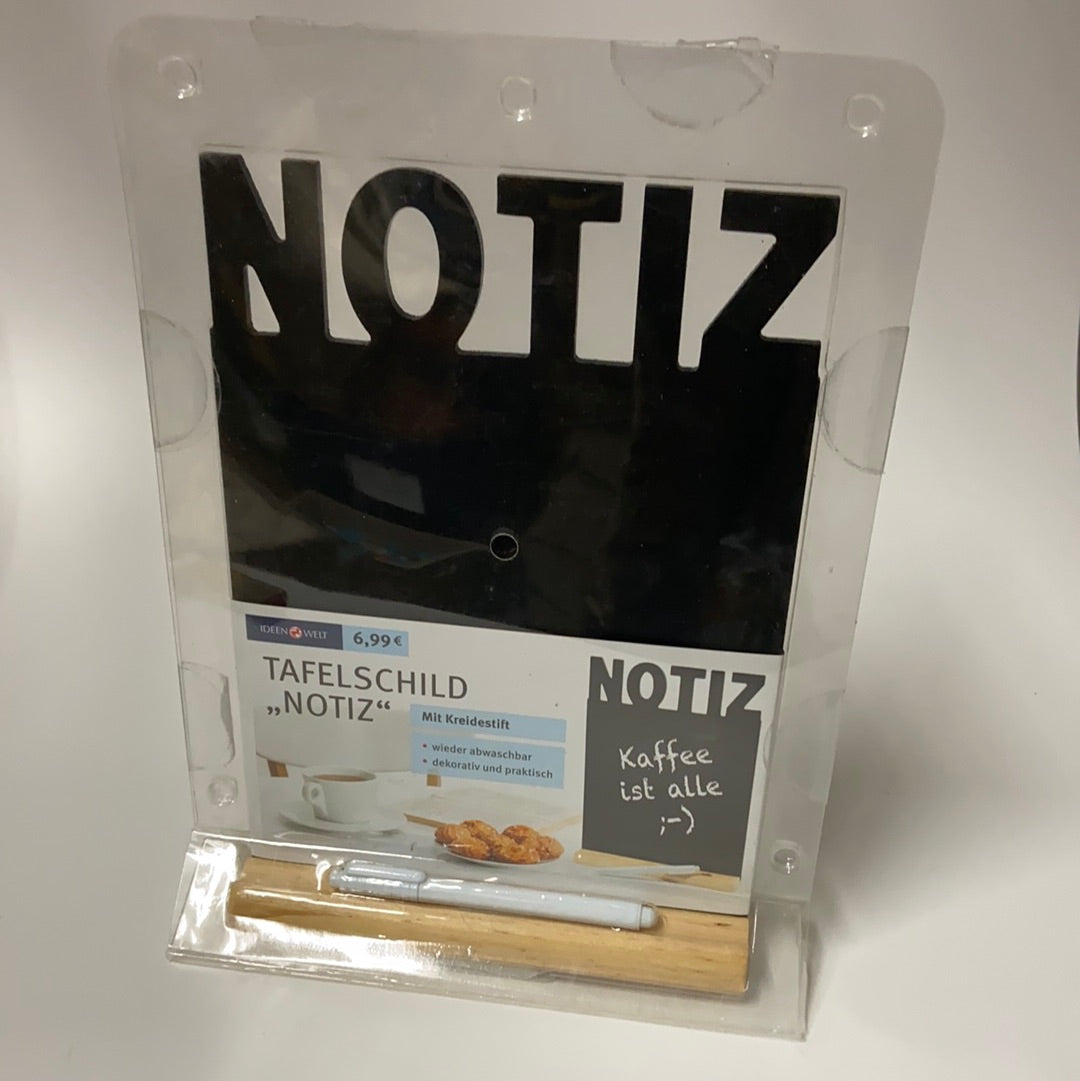 NOTIZ
IDEEN WELT 6,99 €
TAFELSCHILD
„NOTIZ“
Mit Kreidestift
• wieder abwaschbar
• dekorativ und praktisch
NOTIZ
Kaffee
ist alle
;-)